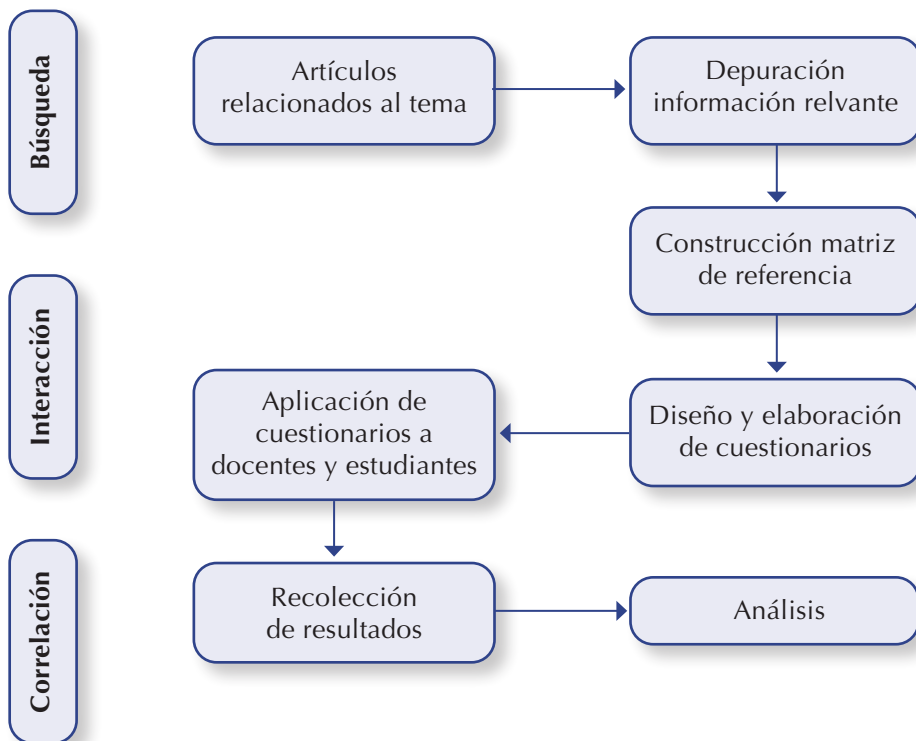 Búsqueda
Artículos
relacionados al tema
Depuración
información relvante
Construcción matriz
de referencia
Interacción
Aplicación de
cuestionarios a
docentes y estudiantes
Diseño y elaboración
de cuestionarios
Correlación
Recolección
de resultados
Análisis